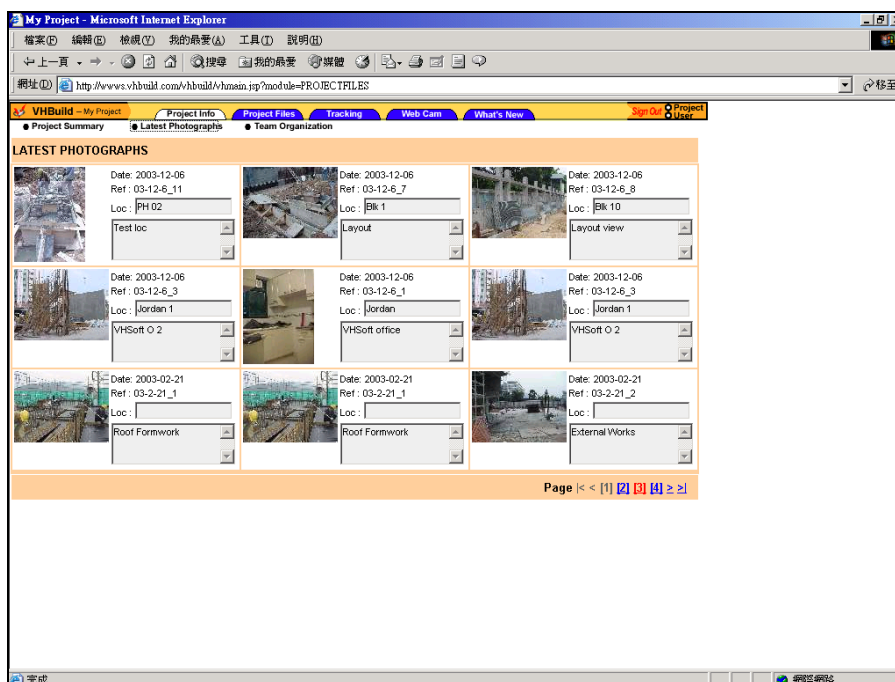 My Project - Microsoft Internet Explorer
檔案(F) 編輯(E) 檢視(V) 我的最愛(A) 工具(T) 說明(H)
上一頁 搜尋 我的最愛 媒體
網址(D) http://wwws.vhbuild.com/vhbuild/vhmain.jsp?module=PROJECTFILES 移至
VHBuild – My Project Project Info Project Files Tracking Web Cam What's New Sign Out Project User
Project Summary Latest Photographs Team Organization
LATEST PHOTOGRAPHS
Date: 2003-12-06
Ref : 03-12-6_11
Loc : PH 02
Test loc
Date: 2003-12-06
Ref : 03-12-6_7
Loc : Blk 1
Layout
Date: 2003-12-06
Ref : 03-12-6_8
Loc : Blk 10
Layout view
Date: 2003-12-06
Ref : 03-12-6_3
Loc : Jordan 1
VHSoft O 2
Date: 2003-12-06
Ref : 03-12-6_1
Loc : Jordan
VHSoft office
Date: 2003-12-06
Ref : 03-12-6_3
Loc : Jordan 1
VHSoft O 2
Date: 2003-02-21
Ref : 03-2-21_1
Loc :
Roof Formwork
Date: 2003-02-21
Ref : 03-2-21_1
Loc :
Roof Formwork
Date: 2003-02-21
Ref : 03-2-21_2
Loc :
External Works
Page |< < [1] [2] [3] [4] > >|
完成 網際網路